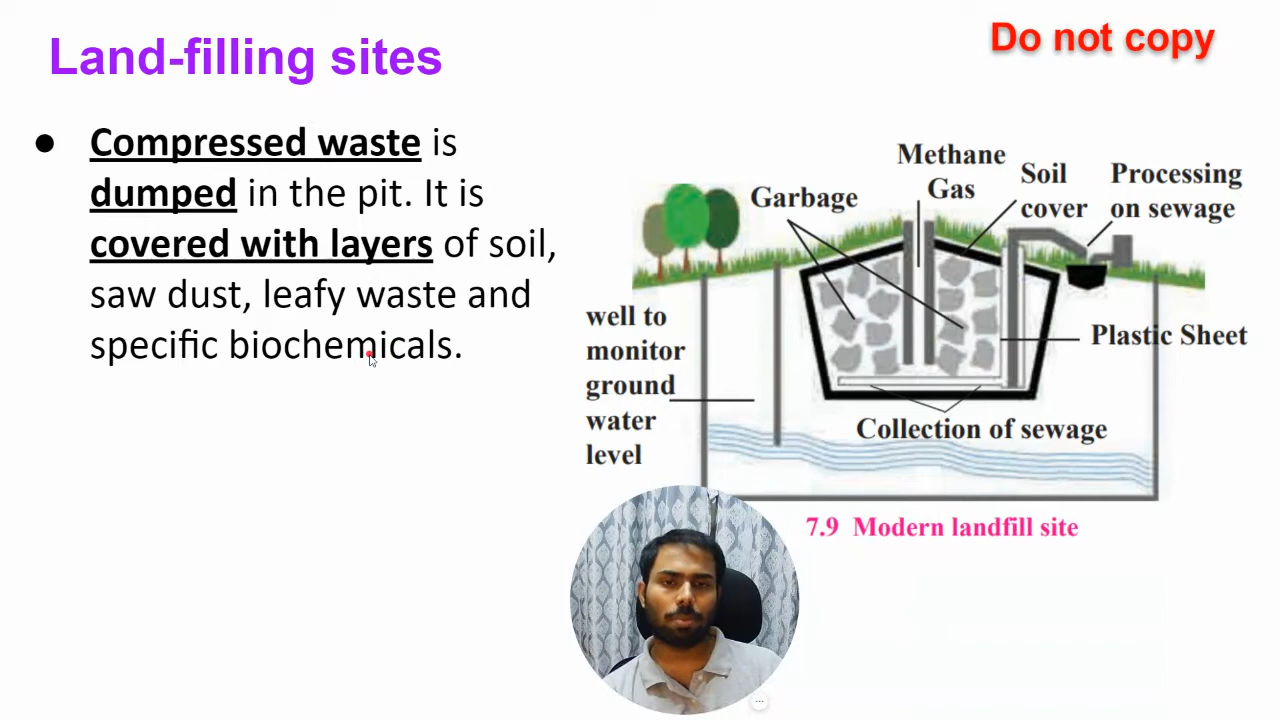 Land-filling sites
Do not copy
● Compressed waste is
dumped in the pit. It is
covered with layers of soil,
saw dust, leafy waste and
specific biochemicals.
Methane
Gas
Garbage
Soil
cover
Processing
on sewage
well to
monitor
ground
water
level
Plastic Sheet
Collection of sewage
7.9 Modern landfill site